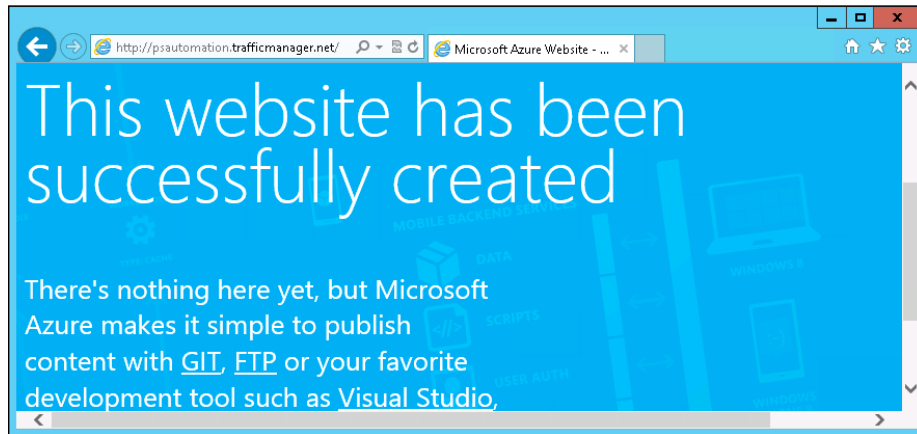 http://psautomation.trafficmanager.net/
Microsoft Azure Website - ...
This website has been
successfully created
MOBILE BACKEND SERVICES
DATA
WINDOWS 8
There's nothing here yet, but Microsoft
Azure makes it simple to publish
SCRIPTS
content with GIT, FTP or your favorite
USER AUTH
development tool such as Visual Studio,
WINDOWS